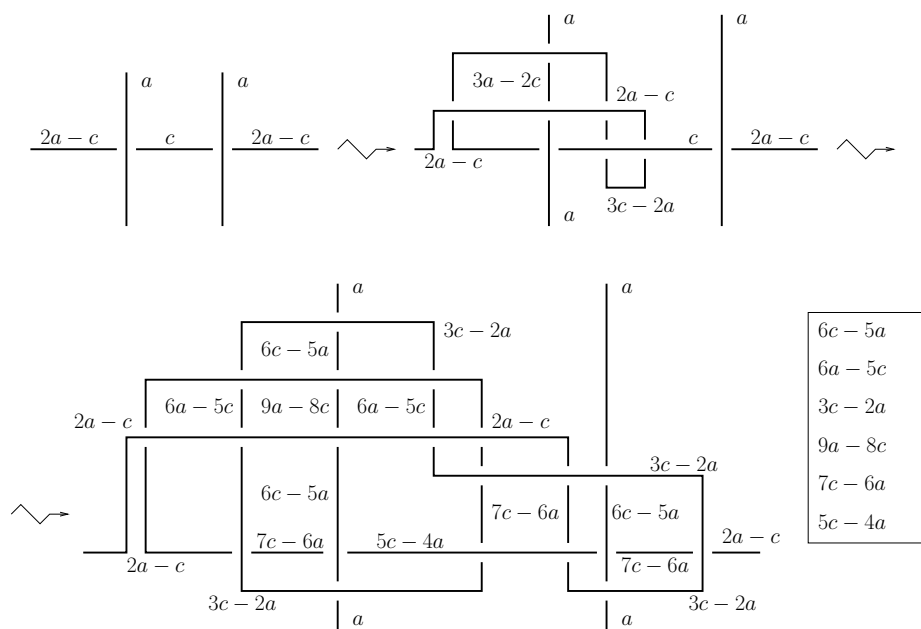 a
a
2a − c
c
2a − c
a
a
3a − 2c
2a − c
2a − c
c
2a − c
3c − 2a
a
a
a
3c − 2a
6c − 5a
6a − 5c
9a − 8c
6a − 5c
2a − c
2a − c
3c − 2a
6c − 5a
7c − 6a
6c − 5a
7c − 6a
5c − 4a
2a − c
2a − c
7c − 6a
3c − 2a
3c − 2a
a
a
6c − 5a
6a − 5c
3c − 2a
9a − 8c
7c − 6a
5c − 4a